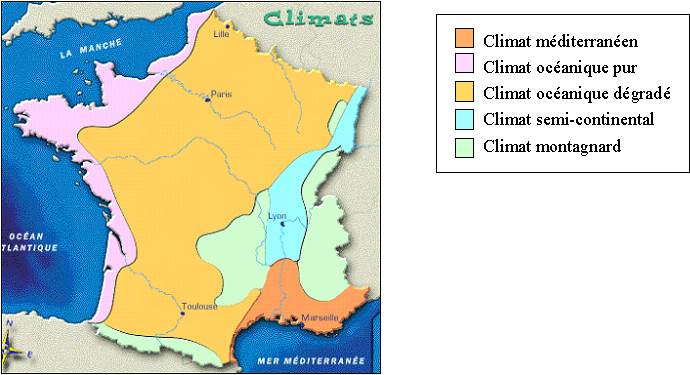 Climats
LA MANCHE
Lille
Paris
Lyon
OCÉAN
ATLANTIQUE
Toulouse
Marseille
N
E
MER MÉDITERRANÉE
Climat méditerranéen
Climat océanique pur
Climat océanique dégradé
Climat semi-continental
Climat montagnard